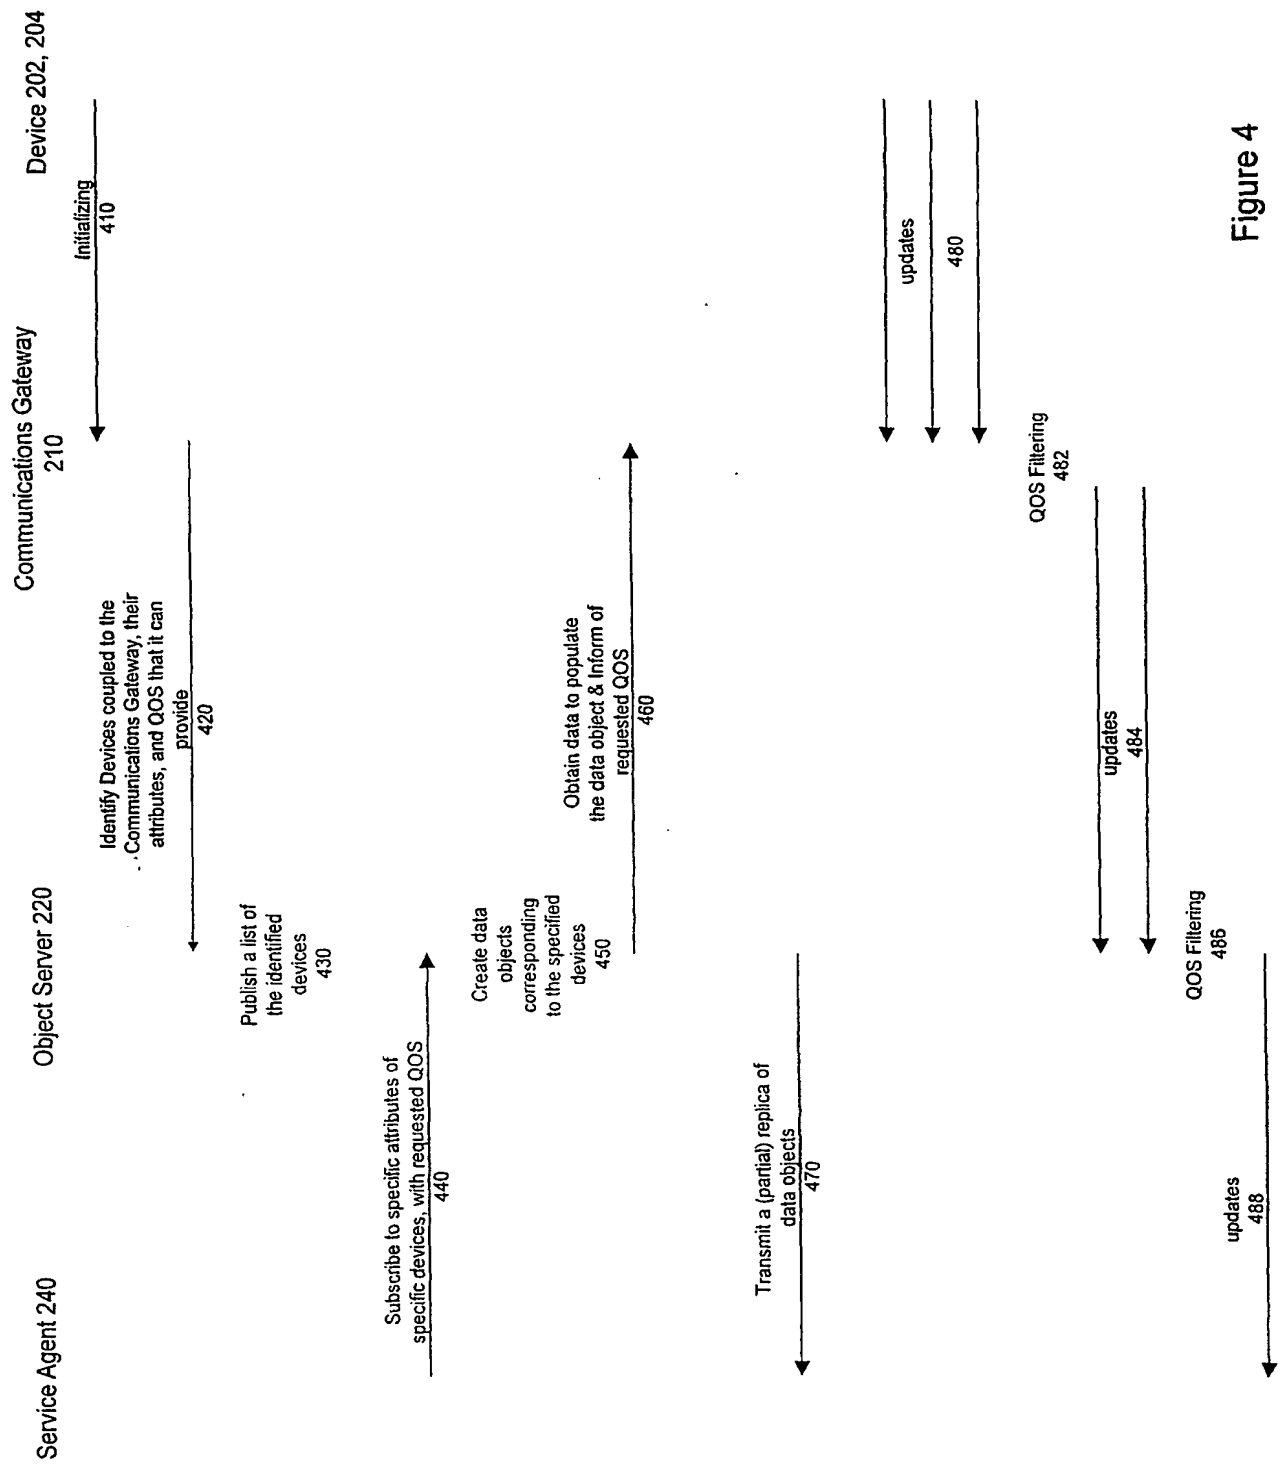 Service Agent 240
Object Server 220
Communications Gateway
210
Device 202, 204
Initializing
410
Identify Devices coupled to the
Communications Gateway, their
attributes, and QOS that it can
provide
420
Publish a list of
the identified
devices
430
Subscribe to specific attributes of
specific devices, with requested QOS
440
Create data
objects
corresponding
to the specified
devices
450
Obtain data to populate
the data object & Inform of
requested QOS
460
Transmit a (partial) replica of
data objects
470
updates
480
QOS Filtering
482
updates
484
QOS Filtering
486
updates
488
Figure 4